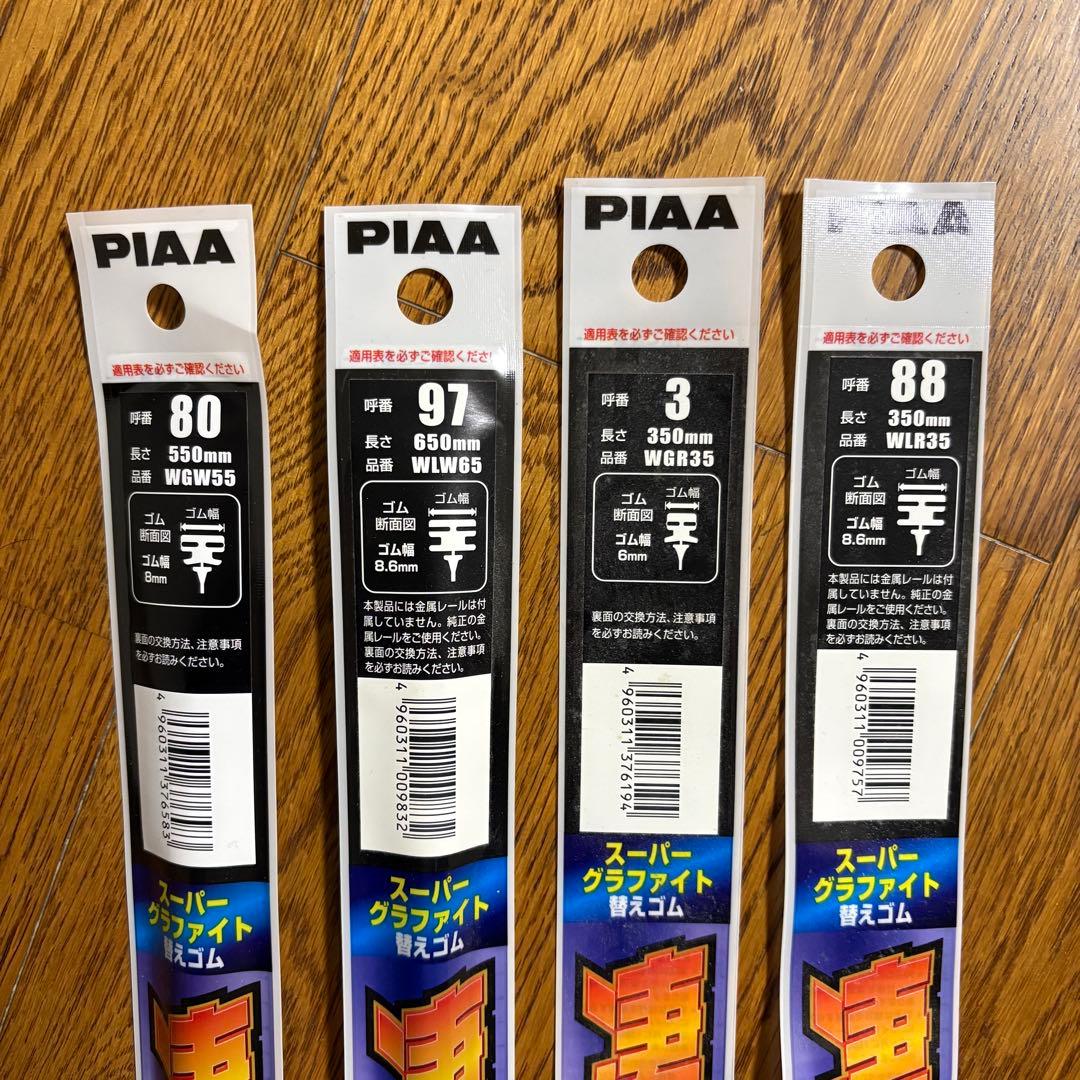 PIAA
適用表を必ずご確認ください
呼番 80
長さ 550mm
品番 WGW55
ゴム幅
ゴム
断面図
ゴム幅
8mm
裏面の交換方法、注意事項
を必ずお読みください。
4 960311 376583
スーパー
グラファイト
替えゴム
PIAA
適用表を必ずご確認ください
呼番 97
長さ 650mm
品番 WLW65
ゴム幅
ゴム
断面図
ゴム幅
8.6mm
本製品には金属レールは付
属していません。純正の金
属レールをご使用ください。
裏面の交換方法、注意事項
を必ずお読みください。
4 960311 009832
スーパー
グラファイト
替えゴム
PIAA
適用表を必ずご確認ください
呼番 3
長さ 350mm
品番 WGR35
ゴム幅
ゴム
断面図
ゴム幅
6mm
裏面の交換方法、注意事項
を必ずお読みください。
4 960311 376194
スーパー
グラファイト
替えゴム
PIAA
適用表を必ずご確認ください
呼番 88
長さ 350mm
品番 WLR35
ゴム幅
ゴム
断面図
ゴム幅
8.6mm
本製品には金属レールは付
属していません。純正の金
属レールをご使用ください。
裏面の交換方法、注意事項
を必ずお読みください。
4 960311 009757
スーパー
グラファイト
替えゴム